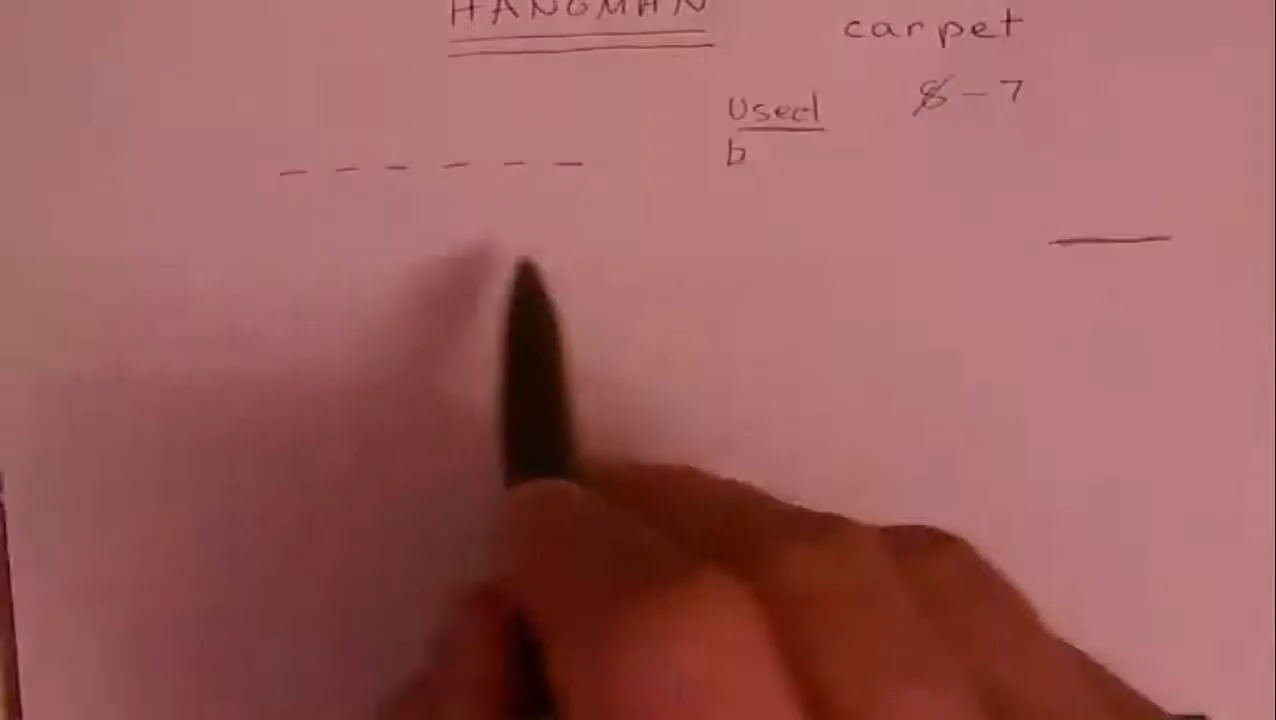 HANGMAN
carpet
8 - 7
Used
b
_ _ _ _ _ _